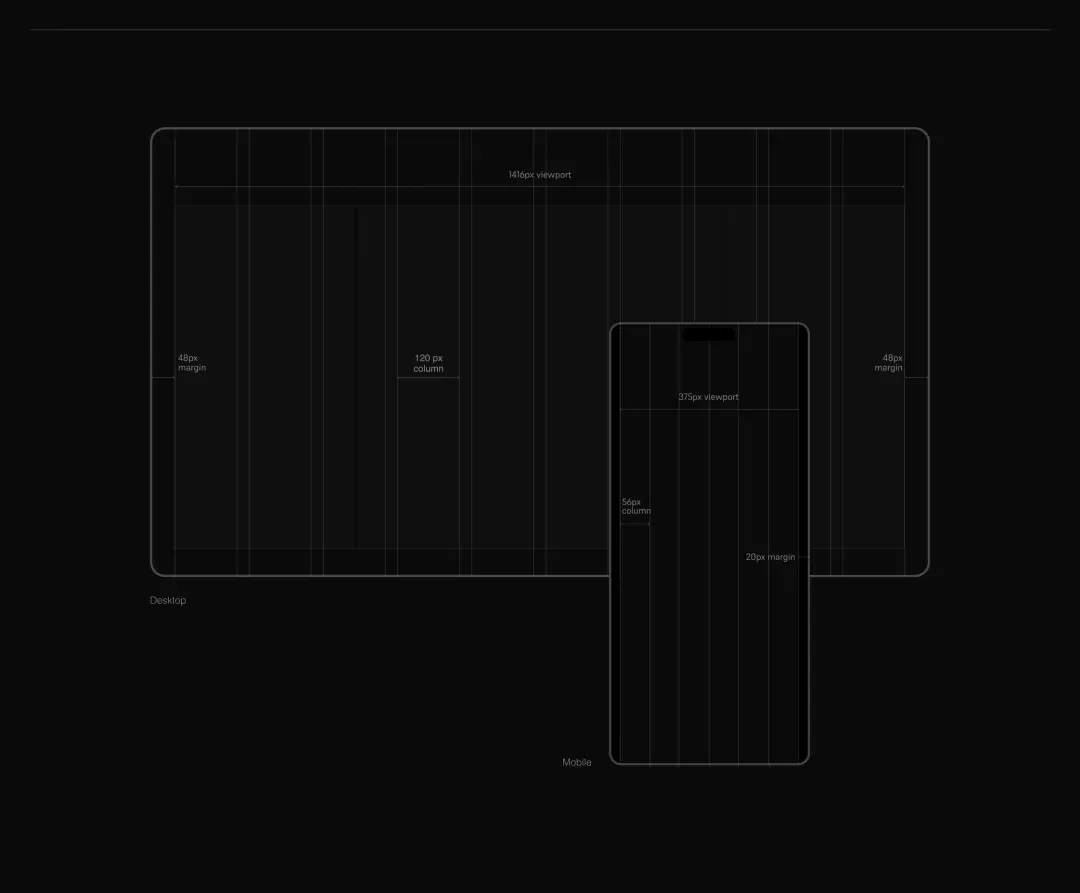 1416px viewport
48px
margin
120 px
column
48px
margin
375px viewport
56px
column
20px margin
Desktop
Mobile